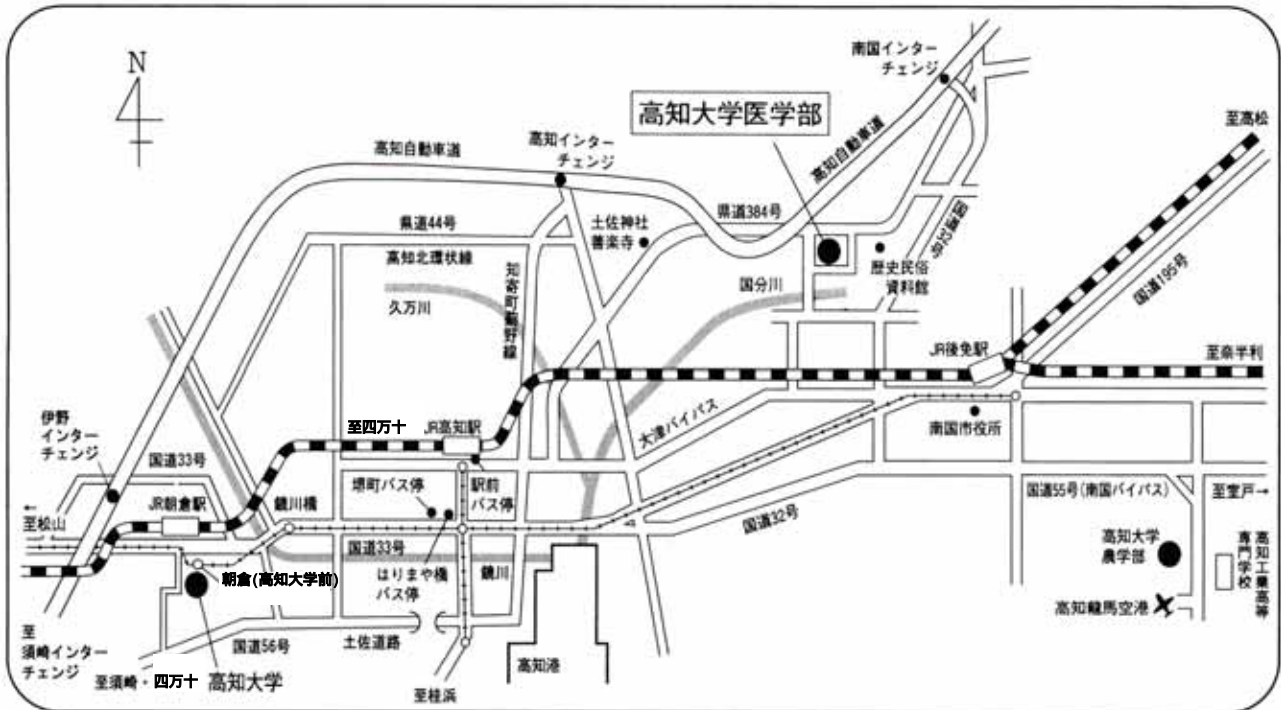 N
南国インター
チェンジ
高知大学医学部
至高松
高知インター
チェンジ
高知自動車道
高知自動車道
県道44号
高知北環状線
土佐神社
善楽寺
県道384号
国道32号
歴史民俗
資料館
国道195号
久万川
知寄町
国分川
JR後免駅
至奈半利
伊野
インター
チェンジ
至四万十
JR高知駅
大津バイパス
南国市役所
国道33号
JR朝倉駅
鏡川橋
堺町バス停
駅前
バス停
国道55号(南国バイパス)
至室戸→
←
至松山
国道33号
はりまや橋
バス停
鏡川
国道32号
高知大学
農学部
高知工業高等
専門学校
朝倉(高知大学前)
高知龍馬空港
至
須崎インター
チェンジ
国道56号
土佐道路
高知港
至須崎・四万十
高知大学
至桂浜